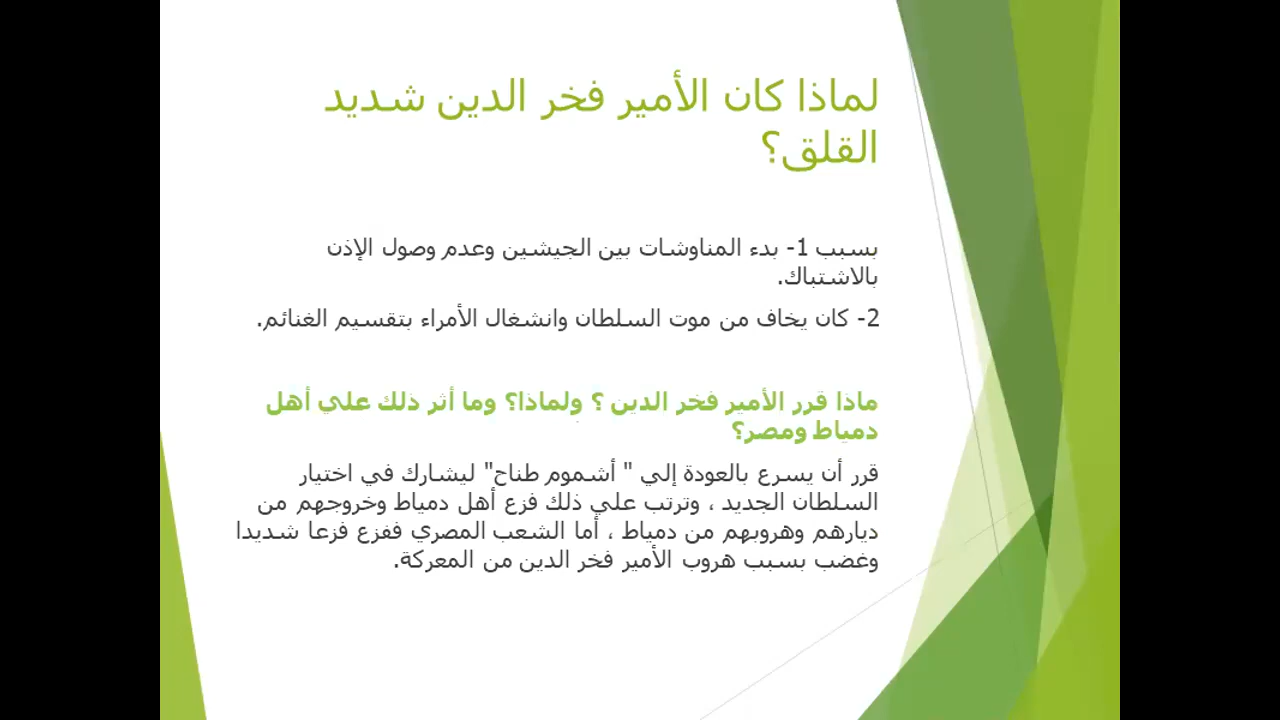 لماذا كان الأمير فخر الدين شديد
القلق؟
بسبب 1- بدء المناوشات بين الجيشين وعدم وصول الإذن
بالاشتباك.
2- كان يخاف من موت السلطان وانشغال الأمراء بتقسيم الغنائم.
ماذا قرر الأمير فخر الدين ؟ ولماذا؟ وما أثر ذلك علي أهل
دمياط ومصر؟
قرر أن يسرع بالعودة إلي " أشموم طناح" ليشارك في اختيار
السلطان الجديد ، وترتب علي ذلك فزع أهل دمياط وخروجهم من
ديارهم وهروبهم من دمياط ، أما الشعب المصري ففزع فزعا شديدا
وغضب بسبب هروب الأمير فخر الدين من المعركة.